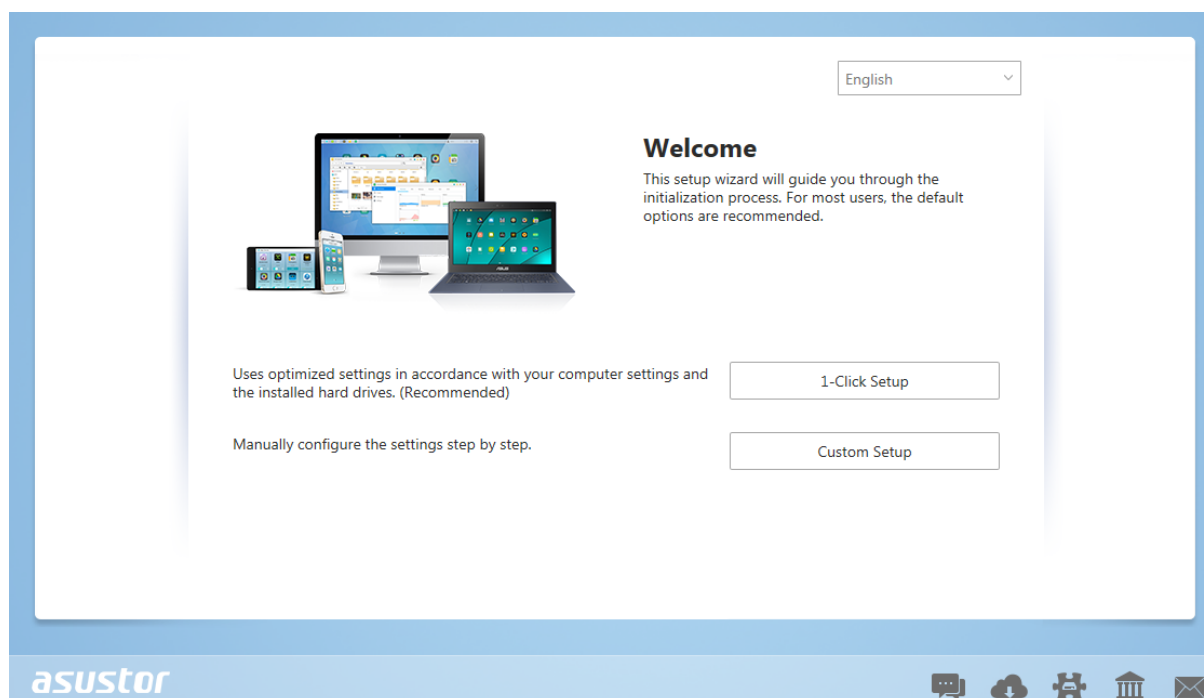 English
Welcome
This setup wizard will guide you through the
initialization process. For most users, the default
options are recommended.
Uses optimized settings in accordance with your computer settings and
the installed hard drives. (Recommended)
1-Click Setup
Manually configure the settings step by step.
Custom Setup
asustor